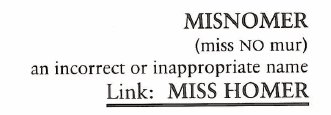 MISNOMER
(miss NO mur)
an incorrect or inappropriate name
Link: MISS HOMER